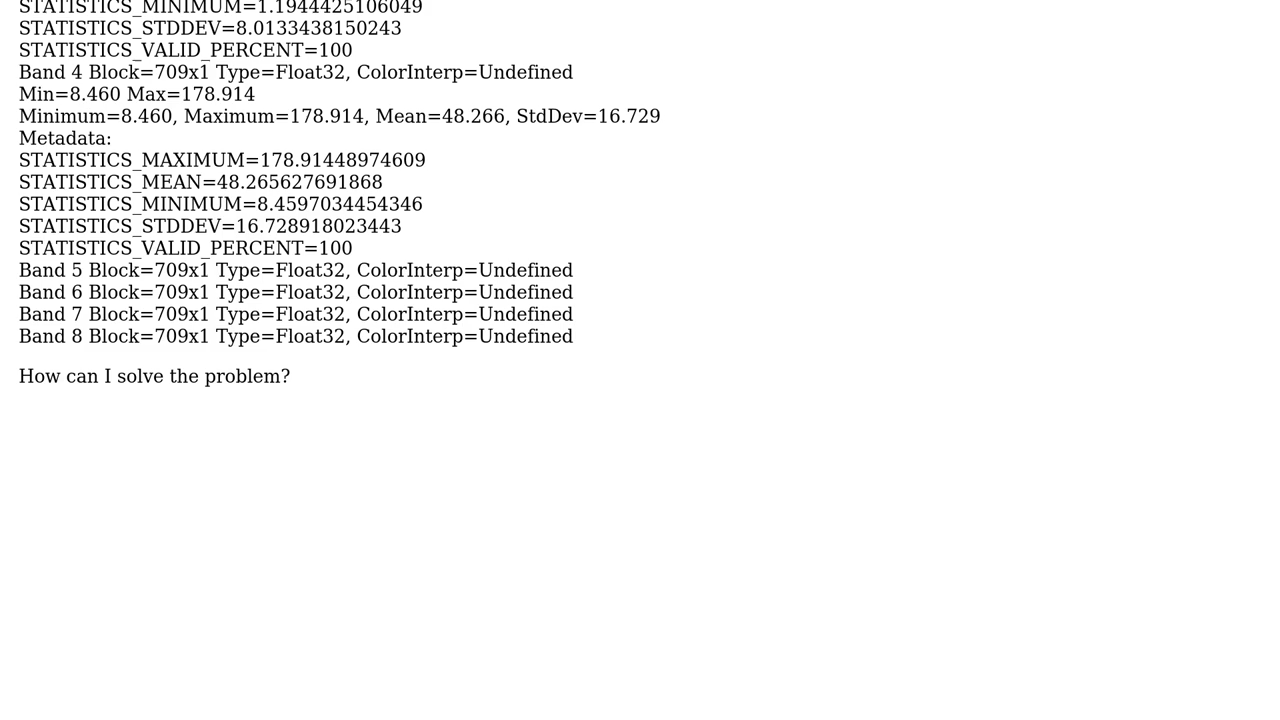 STATISTICS_MINIMUM=1.1944425106049
STATISTICS_STDDEV=8.0133438150243
STATISTICS_VALID_PERCENT=100
Band 4 Block=709x1 Type=Float32, ColorInterp=Undefined
Min=8.460 Max=178.914
Minimum=8.460, Maximum=178.914, Mean=48.266, StdDev=16.729
Metadata:
STATISTICS_MAXIMUM=178.91448974609
STATISTICS_MEAN=48.265627691868
STATISTICS_MINIMUM=8.4597034454346
STATISTICS_STDDEV=16.728918023443
STATISTICS_VALID_PERCENT=100
Band 5 Block=709x1 Type=Float32, ColorInterp=Undefined
Band 6 Block=709x1 Type=Float32, ColorInterp=Undefined
Band 7 Block=709x1 Type=Float32, ColorInterp=Undefined
Band 8 Block=709x1 Type=Float32, ColorInterp=Undefined
How can I solve the problem?